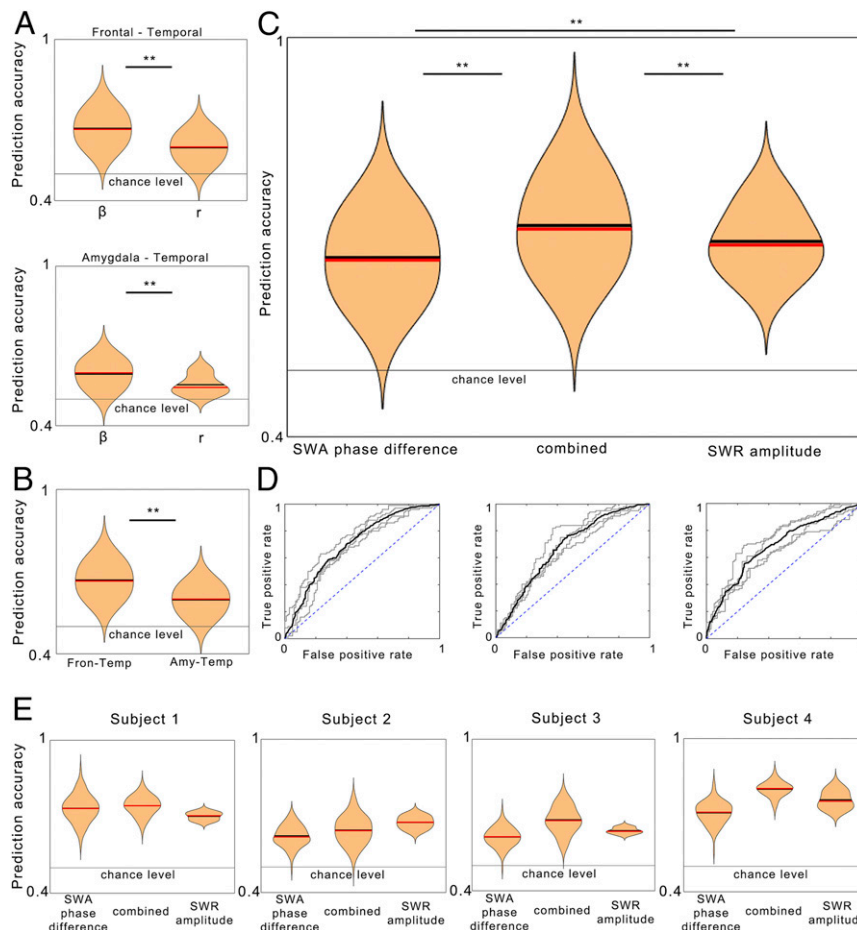 A
Frontal - Temporal
1
**
Prediction accuracy
chance level
0.4
β r
Amygdala - Temporal
1
**
Prediction accuracy
chance level
0.4
β r
B
1
**
Prediction accuracy
chance level
0.4
Fron-Temp Amy-Temp
C
**
1
** **
Prediction accuracy
chance level
0.4
SWA phase difference combined SWR amplitude
D
1
True positive rate
0
0 1
False positive rate
1
True positive rate
0
0 1
False positive rate
1
True positive rate
0
0
False positive rate
E
Subject 1 Subject 2 Subject 3 Subject 4
1 1 1 1
Prediction accuracy
chance level chance level chance level chance level
0.4 0.4 0.4 0.4
SWA phase difference combined SWR amplitude
SWA phase difference combined SWR amplitude
SWA phase difference combined SWR amplitude
SWA phase difference combined SWR amplitude